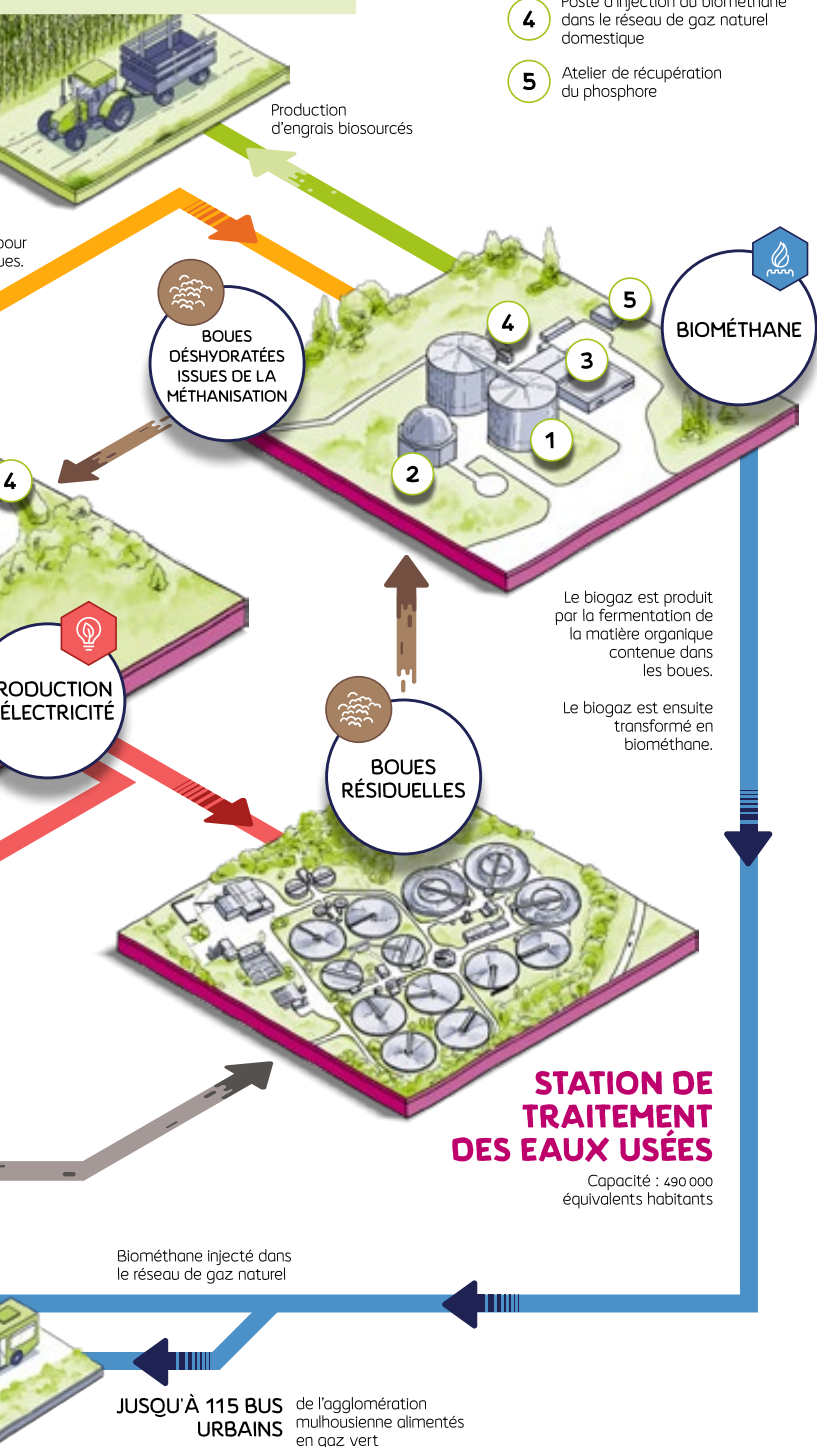 Poste d'injection du biométhane
4 dans le réseau de gaz naturel
domestique
5 Atelier de récupération
du phosphore
Production
d'engrais biosourcés
pour
ues.
BOUES
DÉSHYDRATÉES
ISSUES DE LA
MÉTHANISATION
BIOMÉTHANE
5
4
3
1
2
4
Le biogaz est produit
par la fermentation de
la matière organique
contenue dans
les boues.
Le biogaz est ensuite
transformé en
biométhane.
RODUCTION
ÉLECTRICITÉ
BOUES
RÉSIDUELLES
STATION DE
TRAITEMENT
DES EAUX USÉES
Capacité : 490 000
équivalents habitants
Biométhane injecté dans
le réseau de gaz naturel
JUSQU'À 115 BUS
URBAINS
de l'agglomération
mulhousienne alimentés
en gaz vert